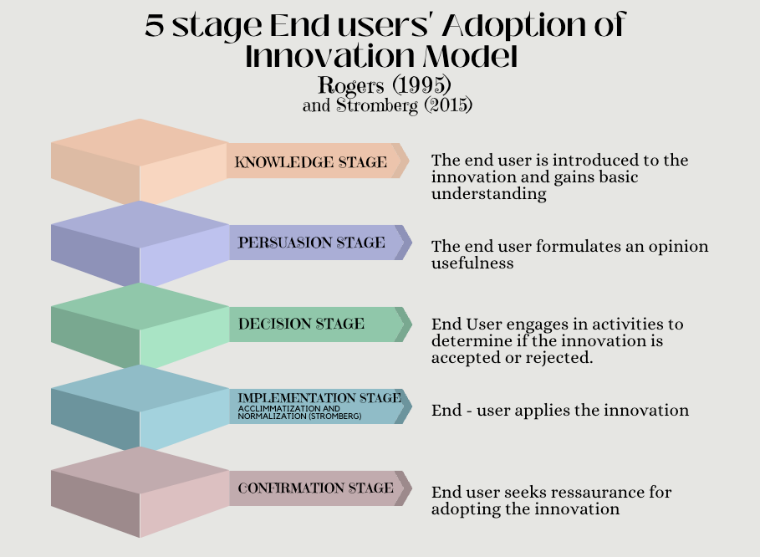 5 stage End users' Adoption of
Innovation Model
Rogers (1995)
and Stromberg (2015)
KNOWLEDGE STAGE
The end user is introduced to the
innovation and gains basic
understanding
PERSUASION STAGE
The end user formulates an opinion
usefulness
DECISION STAGE
End User engages in activities to
determine if the innovation is
accepted or rejected.
IMPLEMENTATION STAGE
ACCLIMMATIZATION AND
NORMALIZATION (STROMBERG)
End - user applies the innovation
CONFIRMATION STAGE
End user seeks ressaurance for
adopting the innovation